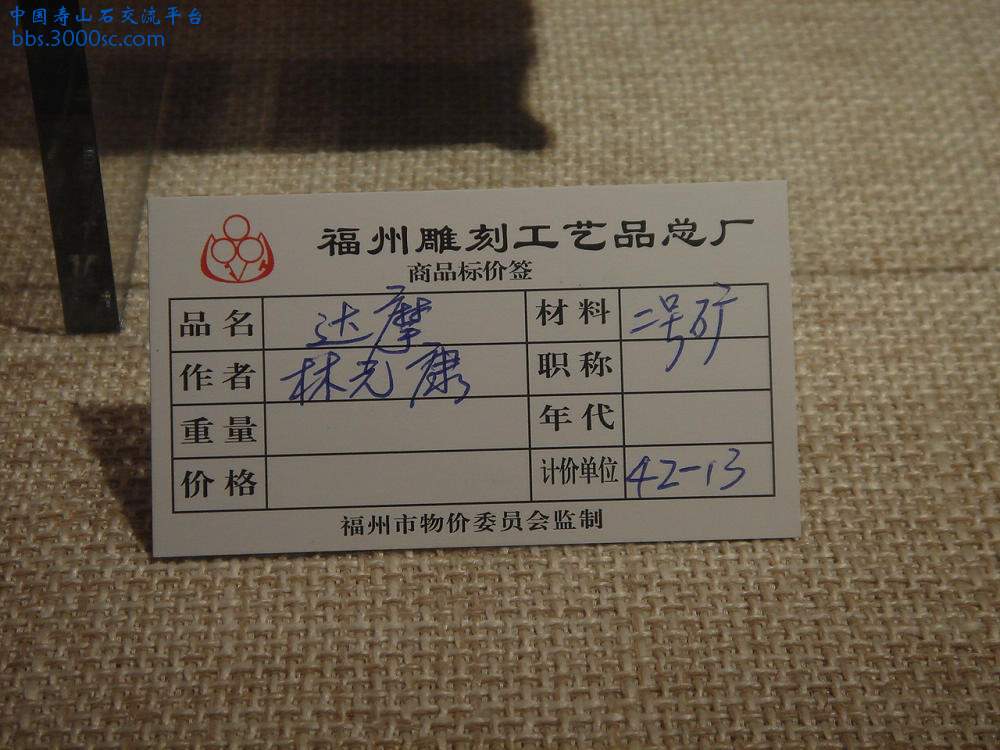 中国寿山石交流平台
bbs.3000sc.com
福州雕刻工艺品总厂
商品标价签
品名 达摩 材料 二号矿
作者 林光康 职称
重量 年代
价格 计价单位 42-13
福州市物价委员会监制